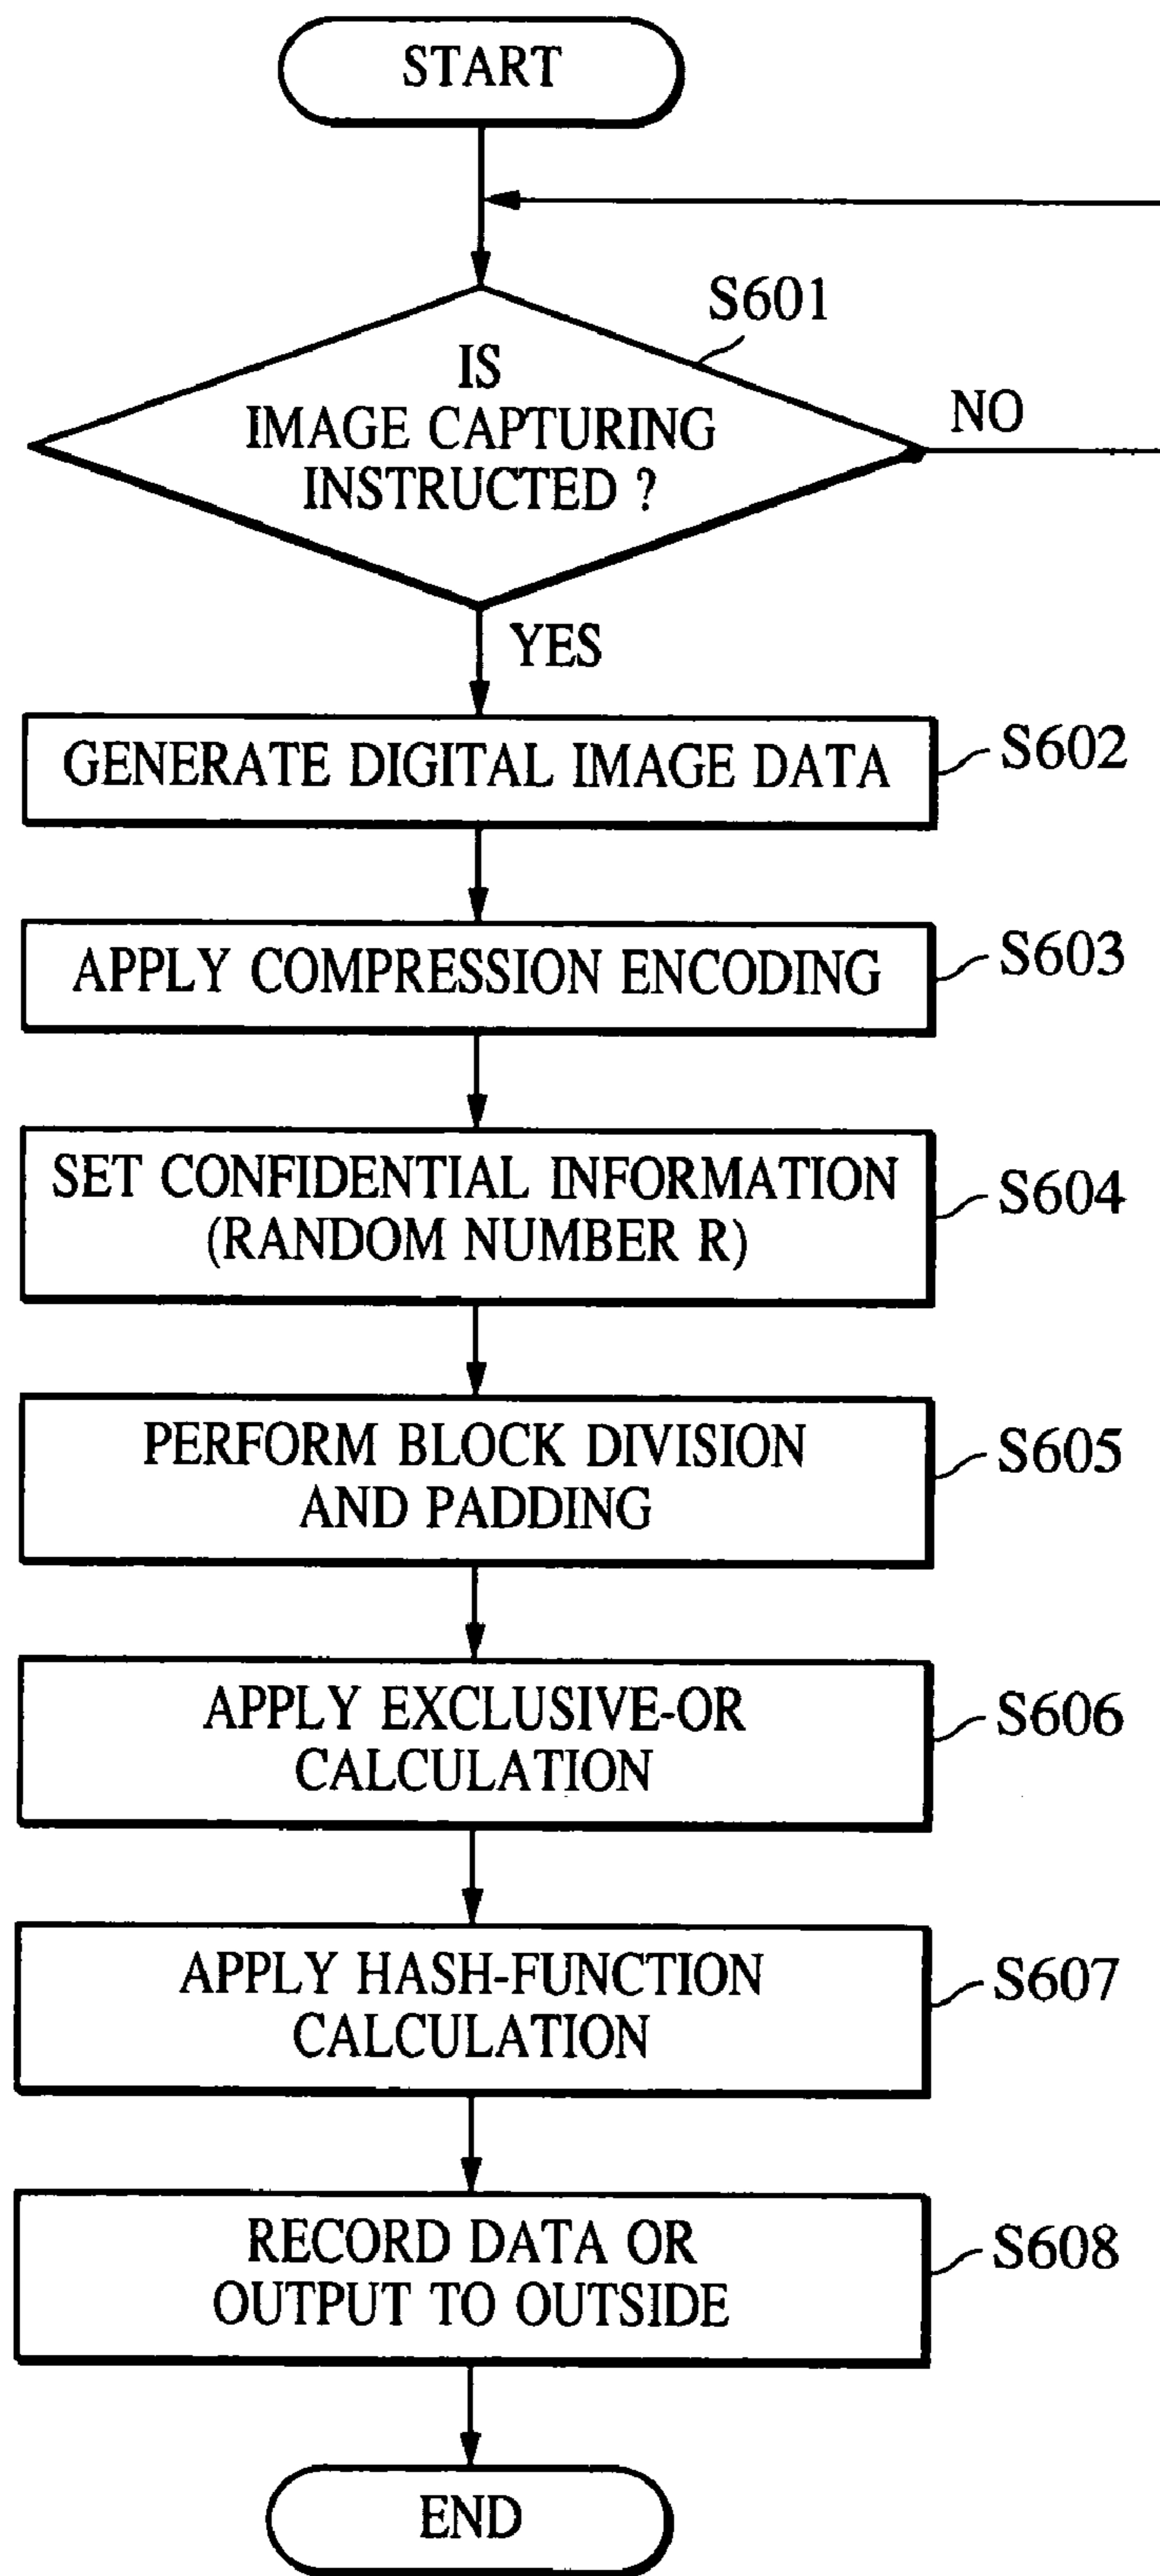 START
S601
IS
IMAGE CAPTURING
INSTRUCTED ?
NO
YES
GENERATE DIGITAL IMAGE DATA
S602
APPLY COMPRESSION ENCODING
S603
SET CONFIDENTIAL INFORMATION
(RANDOM NUMBER R)
S604
PERFORM BLOCK DIVISION
AND PADDING
S605
APPLY EXCLUSIVE-OR
CALCULATION
S606
APPLY HASH-FUNCTION
CALCULATION
S607
RECORD DATA OR
OUTPUT TO OUTSIDE
S608
END